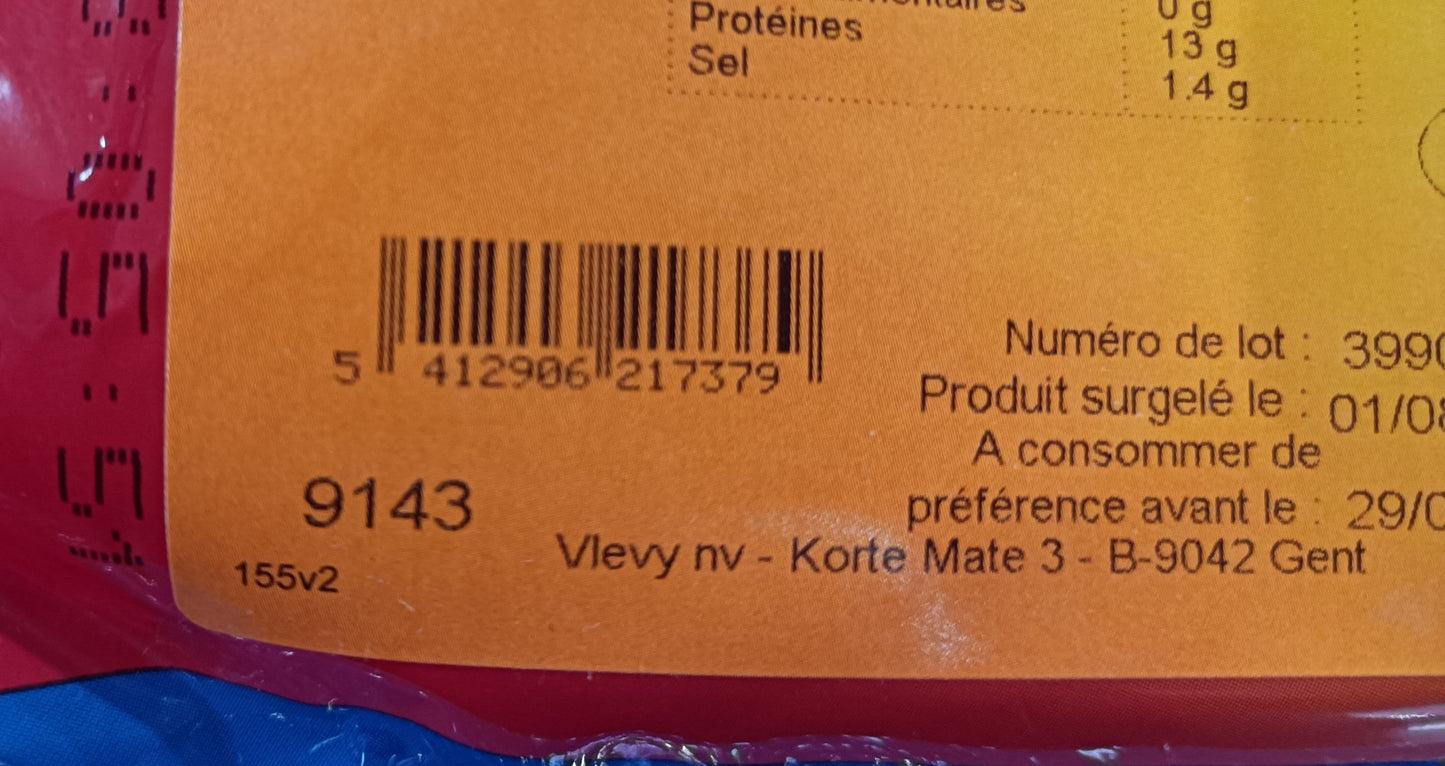 Protéines 13 g
Sel 1.4 g
5 412906 217379
Numéro de lot :
Produit surgelé le :
A consommer de
préférence avant le :
9143
Vlevy nv - Korte Mate 3 - B-9042 Gent
155v2